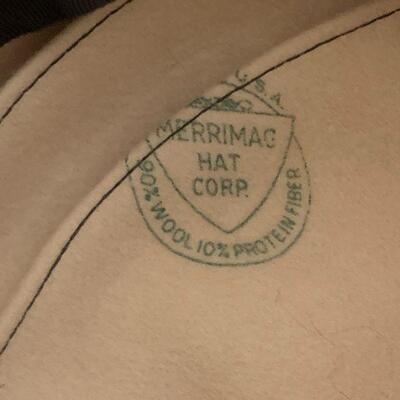 U.S.A.
MERRIMAC
HAT
CORP.
90% WOOL 10% PROTEIN FIBER